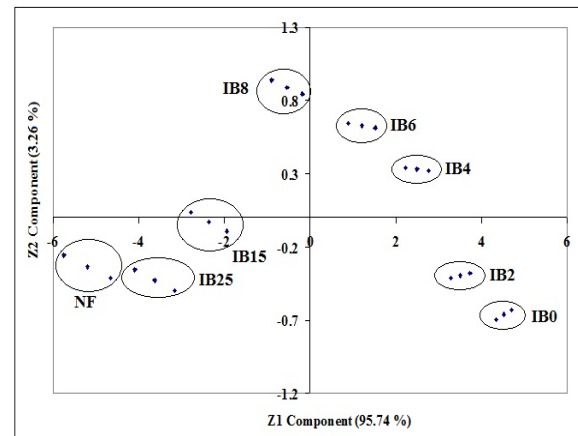 1.3
IB8
0.8
IB6
IB4
0.3
Z2 Component (3.26 %)
-6
-4
-2
0
2
4
6
-0.2
IB15
IB25
IB2
NF
-0.7
IB0
-1.2
Z1 Component (95.74 %)